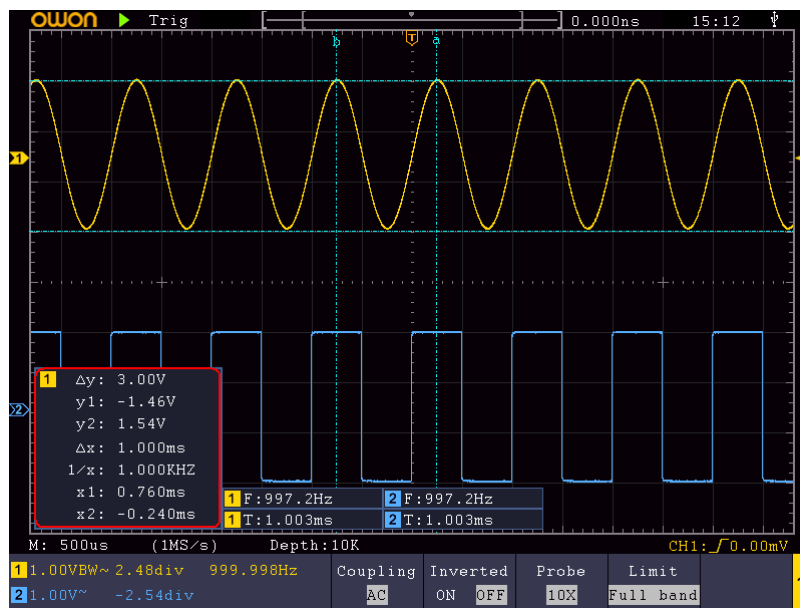 OWON Trig 0.000ns 15:12
b T a
1
2
1 Δy: 3.00V
y1: -1.46V
y2: 1.54V
Δx: 1.000ms
1/x: 1.000KHZ
x1: 0.760ms
x2: -0.240ms
1 F:997.2Hz 2 F:997.2Hz
1 T:1.003ms 2 T:1.003ms
M: 500us (1MS/s) Depth:10K CH1: 0.00mV
1 1.00VBW~ 2.48div 999.998Hz
2 1.00V~ -2.54div
Coupling Inverted Probe Limit
AC ON OFF 10X Full band